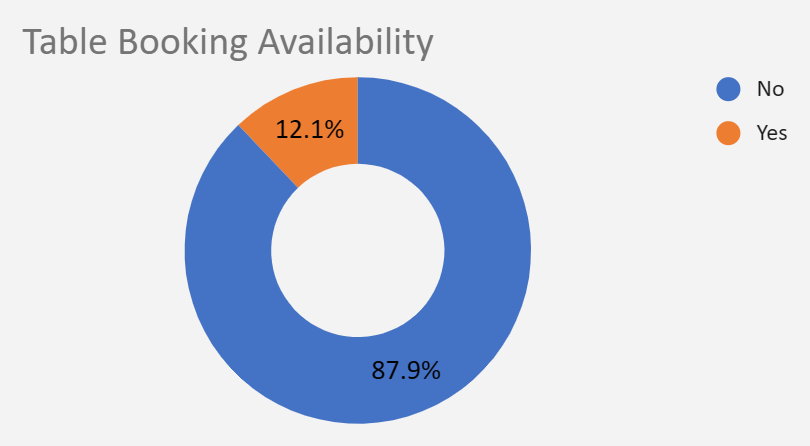 Table Booking Availability
No
Yes
12.1%
87.9%